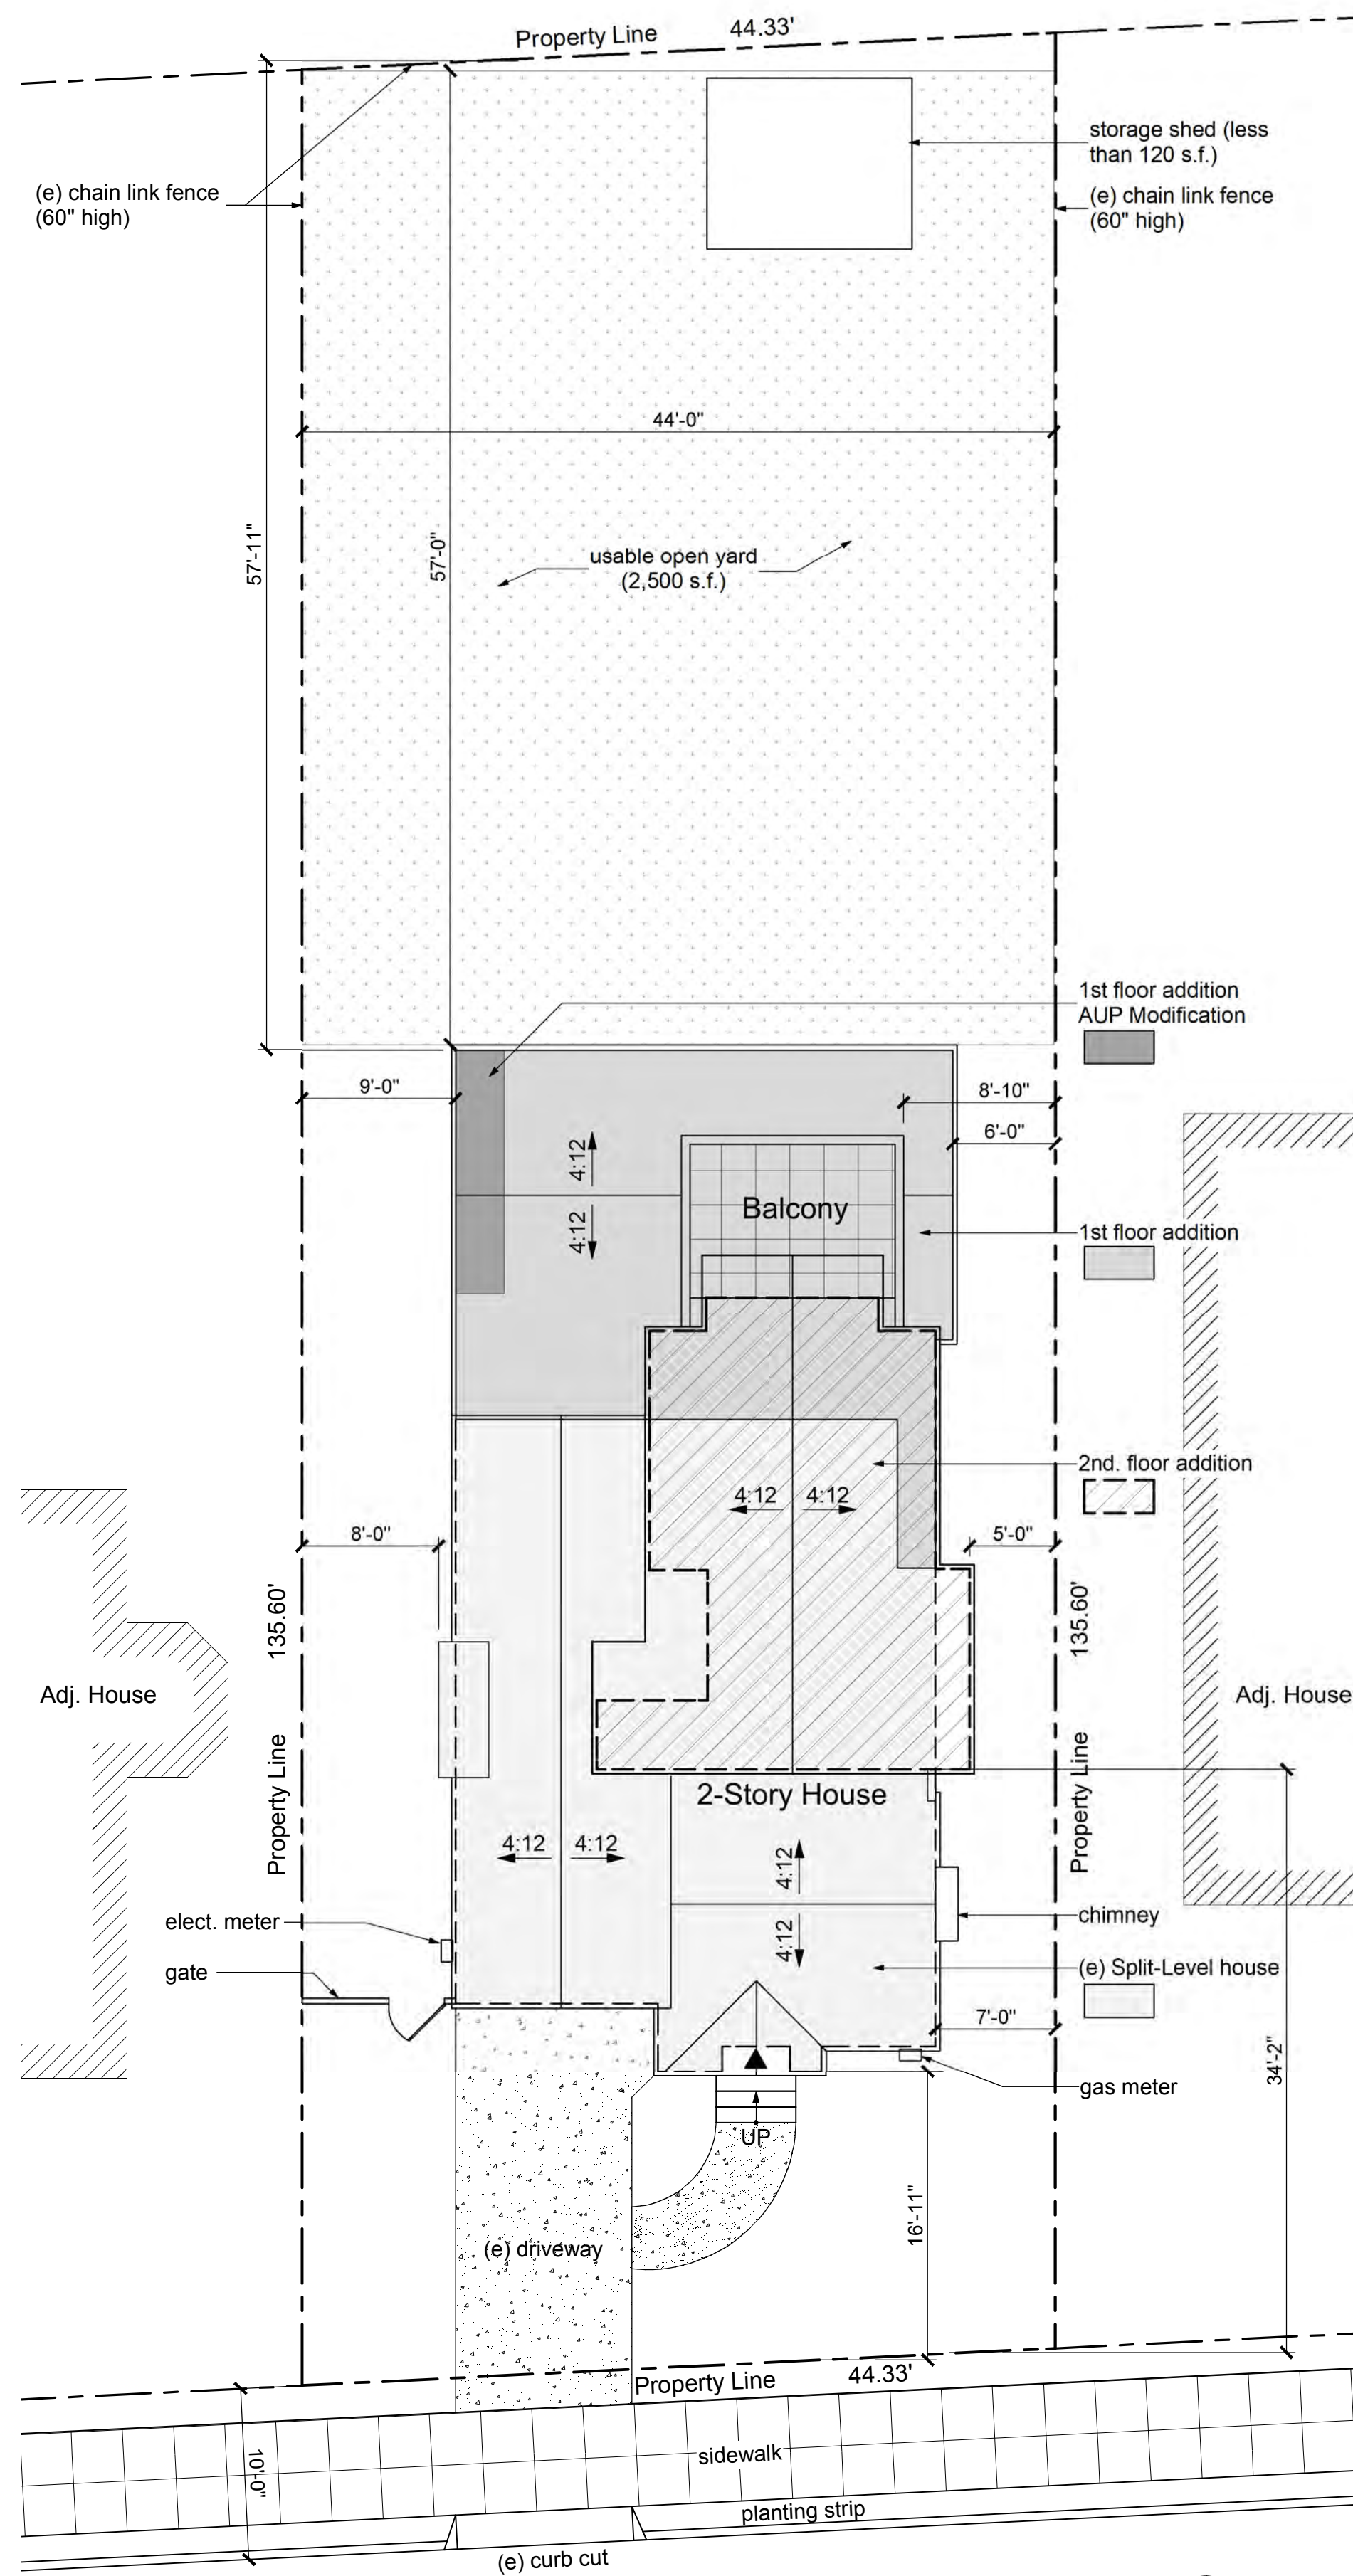 Property Line 44.33'
storage shed (less
than 120 s.f.)
(e) chain link fence
(60" high)
(e) chain link fence
(60" high)
44'-0"
57'-11"
57'-0"
usable open yard
(2,500 s.f.)
1st floor addition
AUP Modification
9'-0"
8'-10"
6'-0"
4:12
4:12
Balcony
1st floor addition
2nd. floor addition
4:12 4:12
8'-0"
5'-0"
135.60'
135.60'
Adj. House
Adj. House
Property Line
Property Line
2-Story House
4:12 4:12
4:12
4:12
elect. meter
chimney
gate
(e) Split-Level house
7'-0"
34'-2"
gas meter
UP
16'-11"
(e) driveway
Property Line 44.33'
10'-0"
sidewalk
planting strip
(e) curb cut